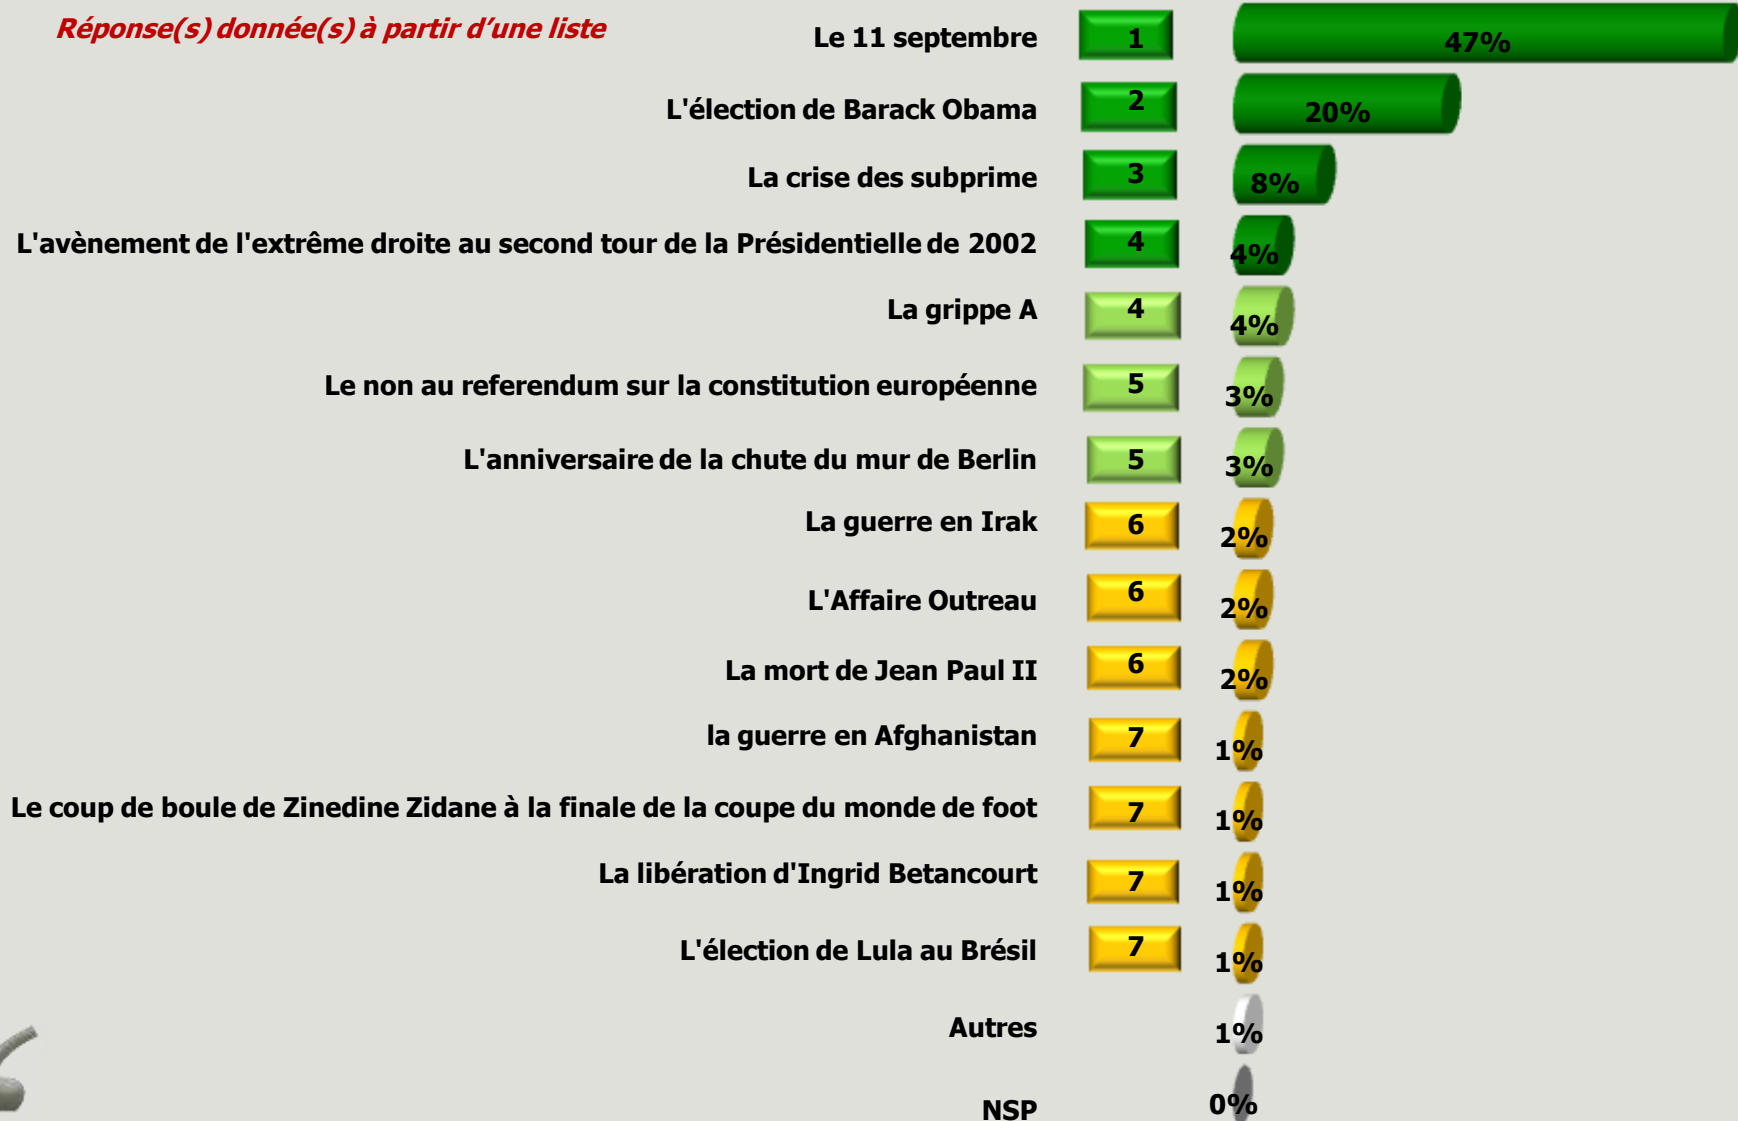 Réponse(s) donnée(s) à partir d'une liste
Le 11 septembre 1 47%
L'élection de Barack Obama 2 20%
La crise des subprime 3 8%
L'avènement de l'extrême droite au second tour de la Présidentielle de 2002 4 4%
La grippe A 4 4%
Le non au referendum sur la constitution européenne 5 3%
L'anniversaire de la chute du mur de Berlin 5 3%
La guerre en Irak 6 2%
L'Affaire Outreau 6 2%
La mort de Jean Paul II 6 2%
la guerre en Afghanistan 7 1%
Le coup de boule de Zinedine Zidane à la finale de la coupe du monde de foot 7 1%
La libération d'Ingrid Betancourt 7 1%
L'élection de Lula au Brésil 7 1%
Autres 1%
NSP 0%